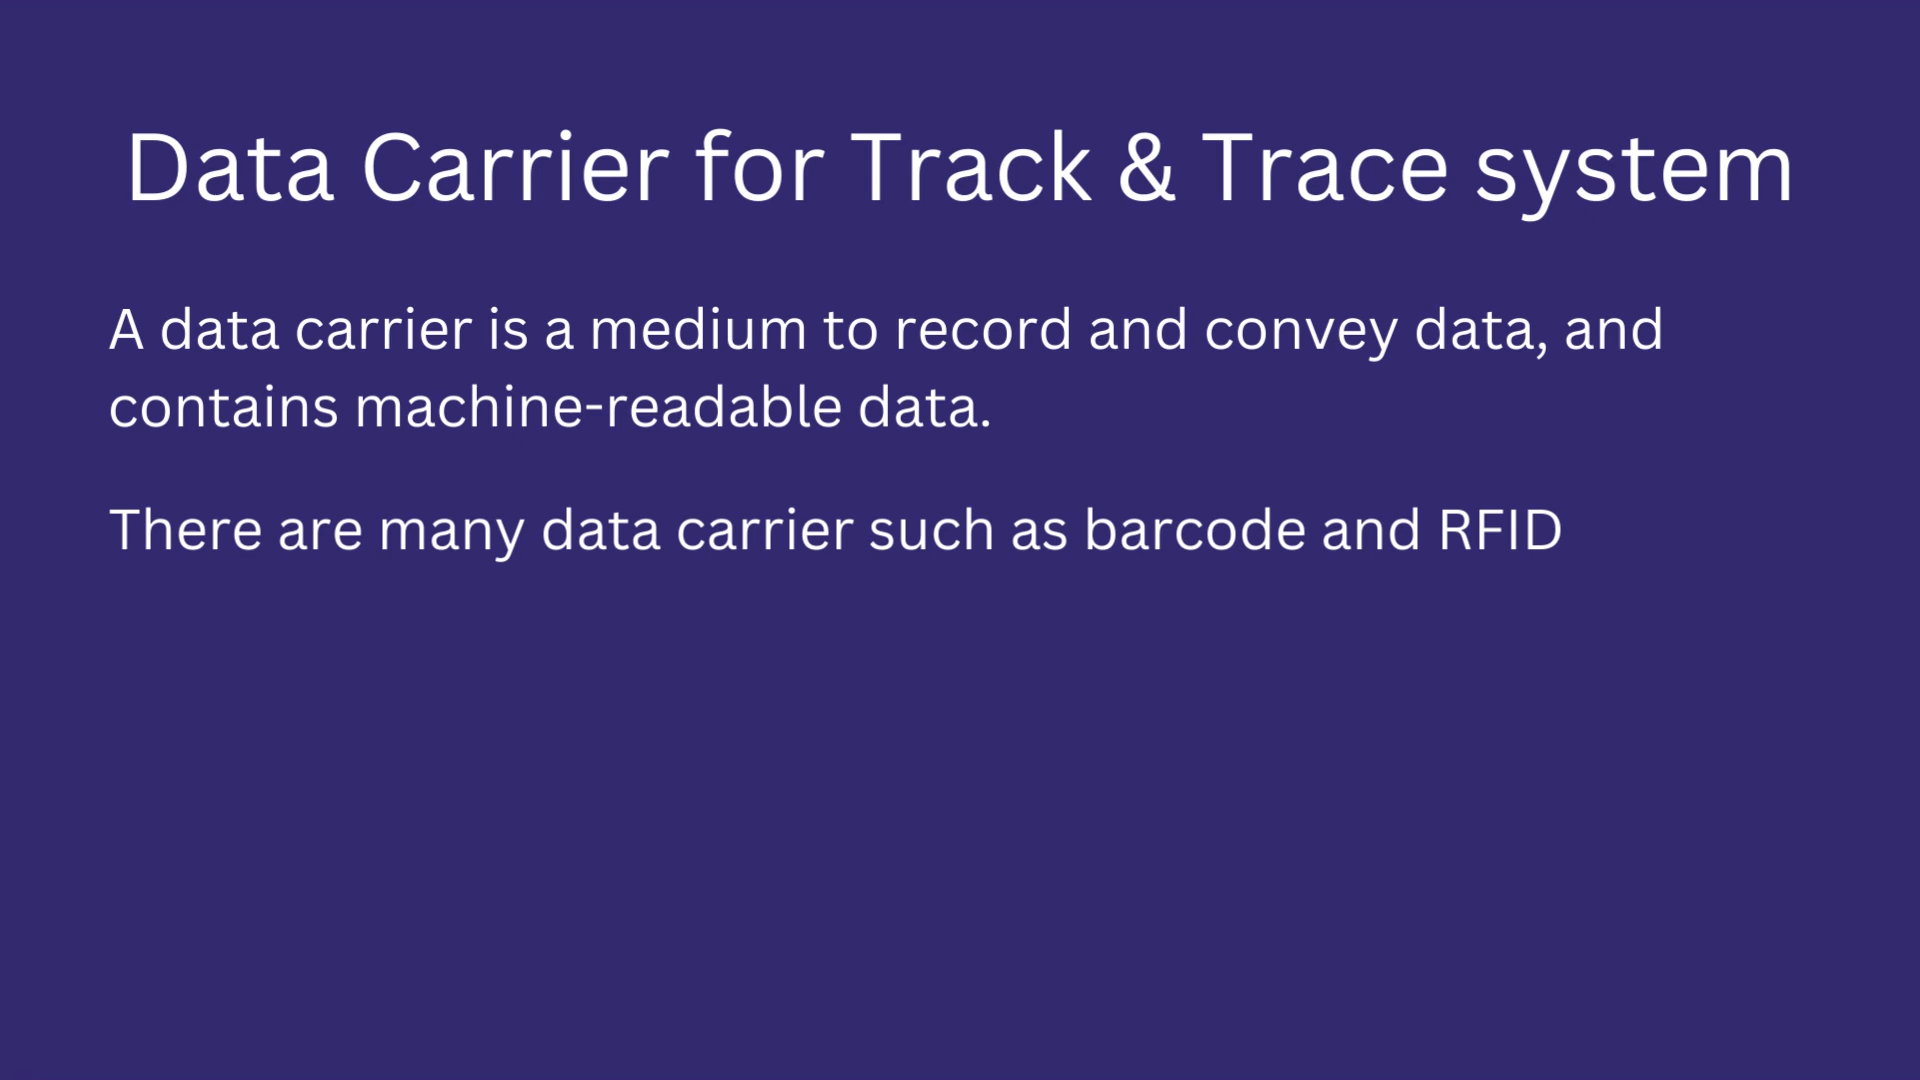 Data Carrier for Track & Trace system
A data carrier is a medium to record and convey data, and
contains machine-readable data.
There are many data carrier such as barcode and RFID